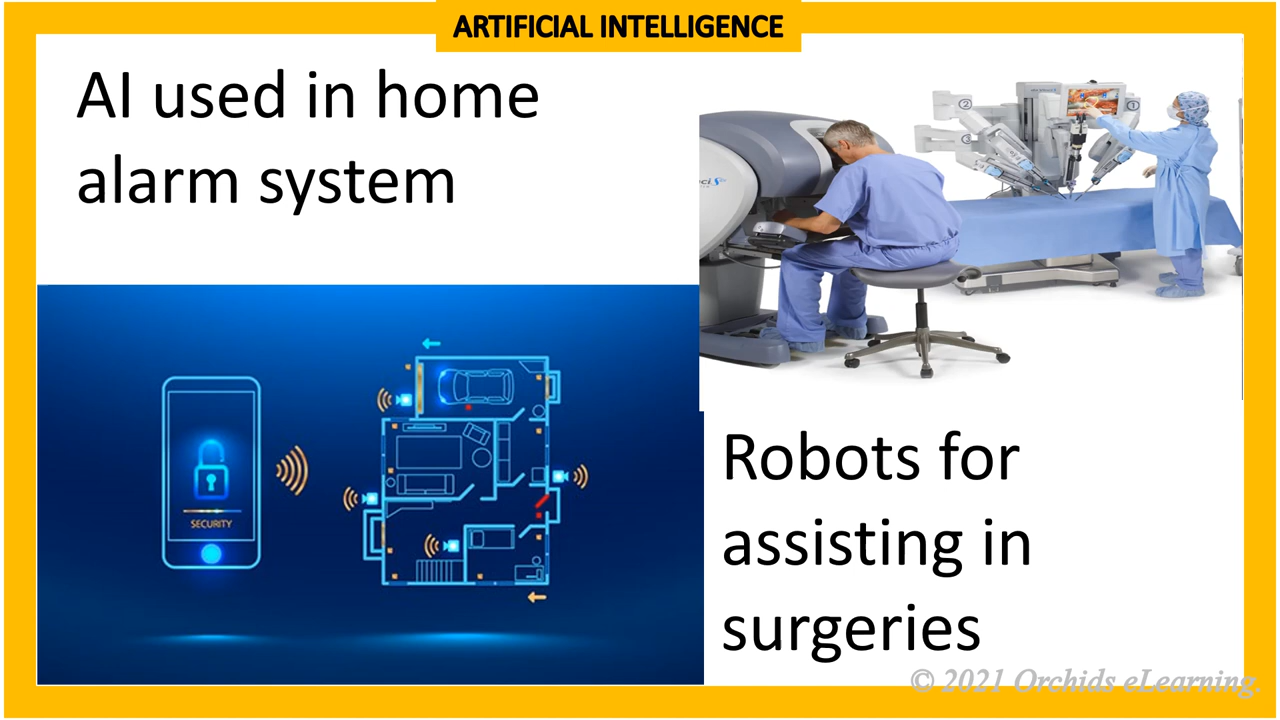 ARTIFICIAL INTELLIGENCE
AI used in home
alarm system
SECURITY
Robots for
assisting in
surgeries
© 2021 Orchids eLearning.